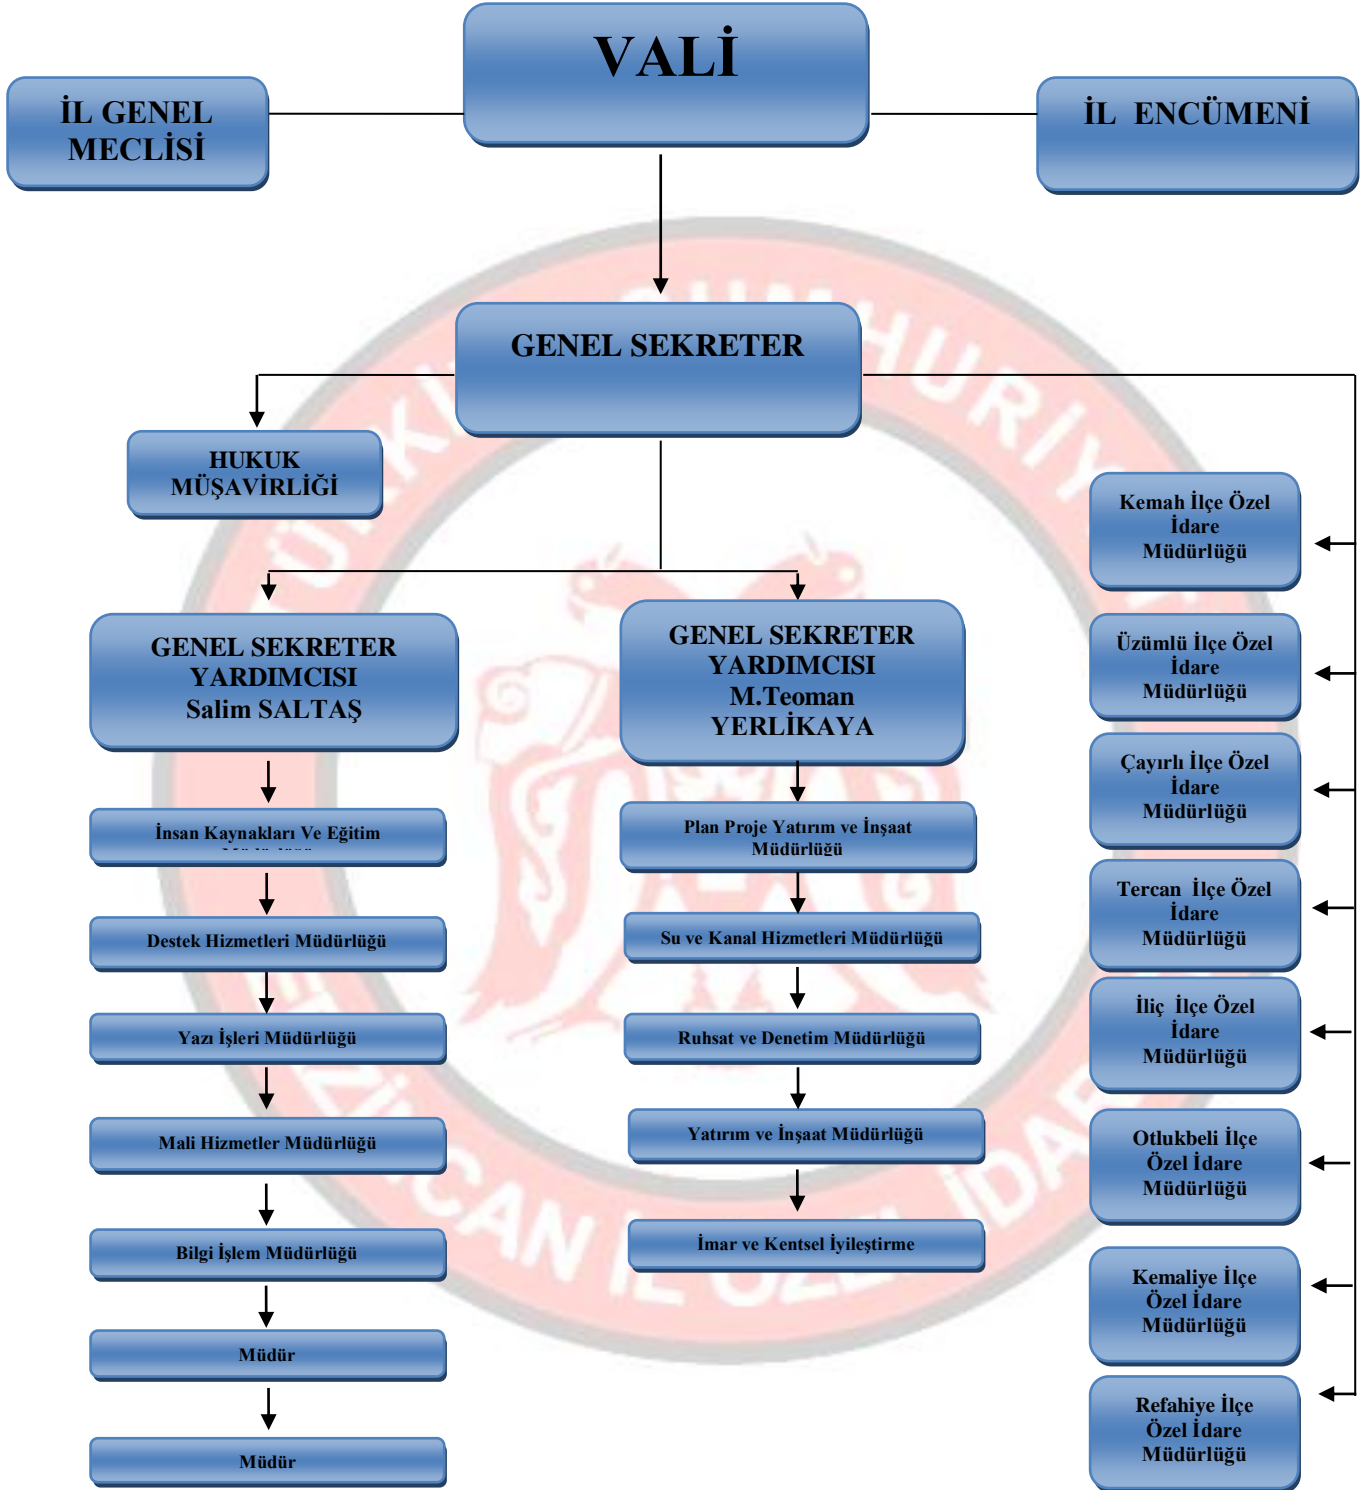 VALİ
İL GENEL
MECLİSİ
İL ENCÜMENİ
GENEL SEKRETER
HUKUK
MÜŞAVİRLİĞİ
GENEL SEKRETER
YARDIMCISI
Salim SALTAŞ
İnsan Kaynakları Ve Eğitim
Destek Hizmetleri Müdürlüğü
Yazı İşleri Müdürlüğü
Mali Hizmetler Müdürlüğü
Bilgi İşlem Müdürlüğü
Müdür
Müdür
GENEL SEKRETER
YARDIMCISI
M.Teoman
YERLİKAYA
Plan Proje Yatırım ve İnşaat
Müdürlüğü
Su ve Kanal Hizmetleri Müdürlüğü
Ruhsat ve Denetim Müdürlüğü
Yatırım ve İnşaat Müdürlüğü
İmar ve Kentsel İyileştirme
Kemah İlçe Özel
İdare
Müdürlüğü
Üzümlü İlçe Özel
İdare
Müdürlüğü
Çayırlı İlçe Özel
İdare
Müdürlüğü
Tercan İlçe Özel
İdare
Müdürlüğü
İliç İlçe Özel
İdare
Müdürlüğü
Otlukbeli İlçe
Özel İdare
Müdürlüğü
Kemaliye İlçe
Özel İdare
Müdürlüğü
Refahiye İlçe
Özel İdare
Müdürlüğü